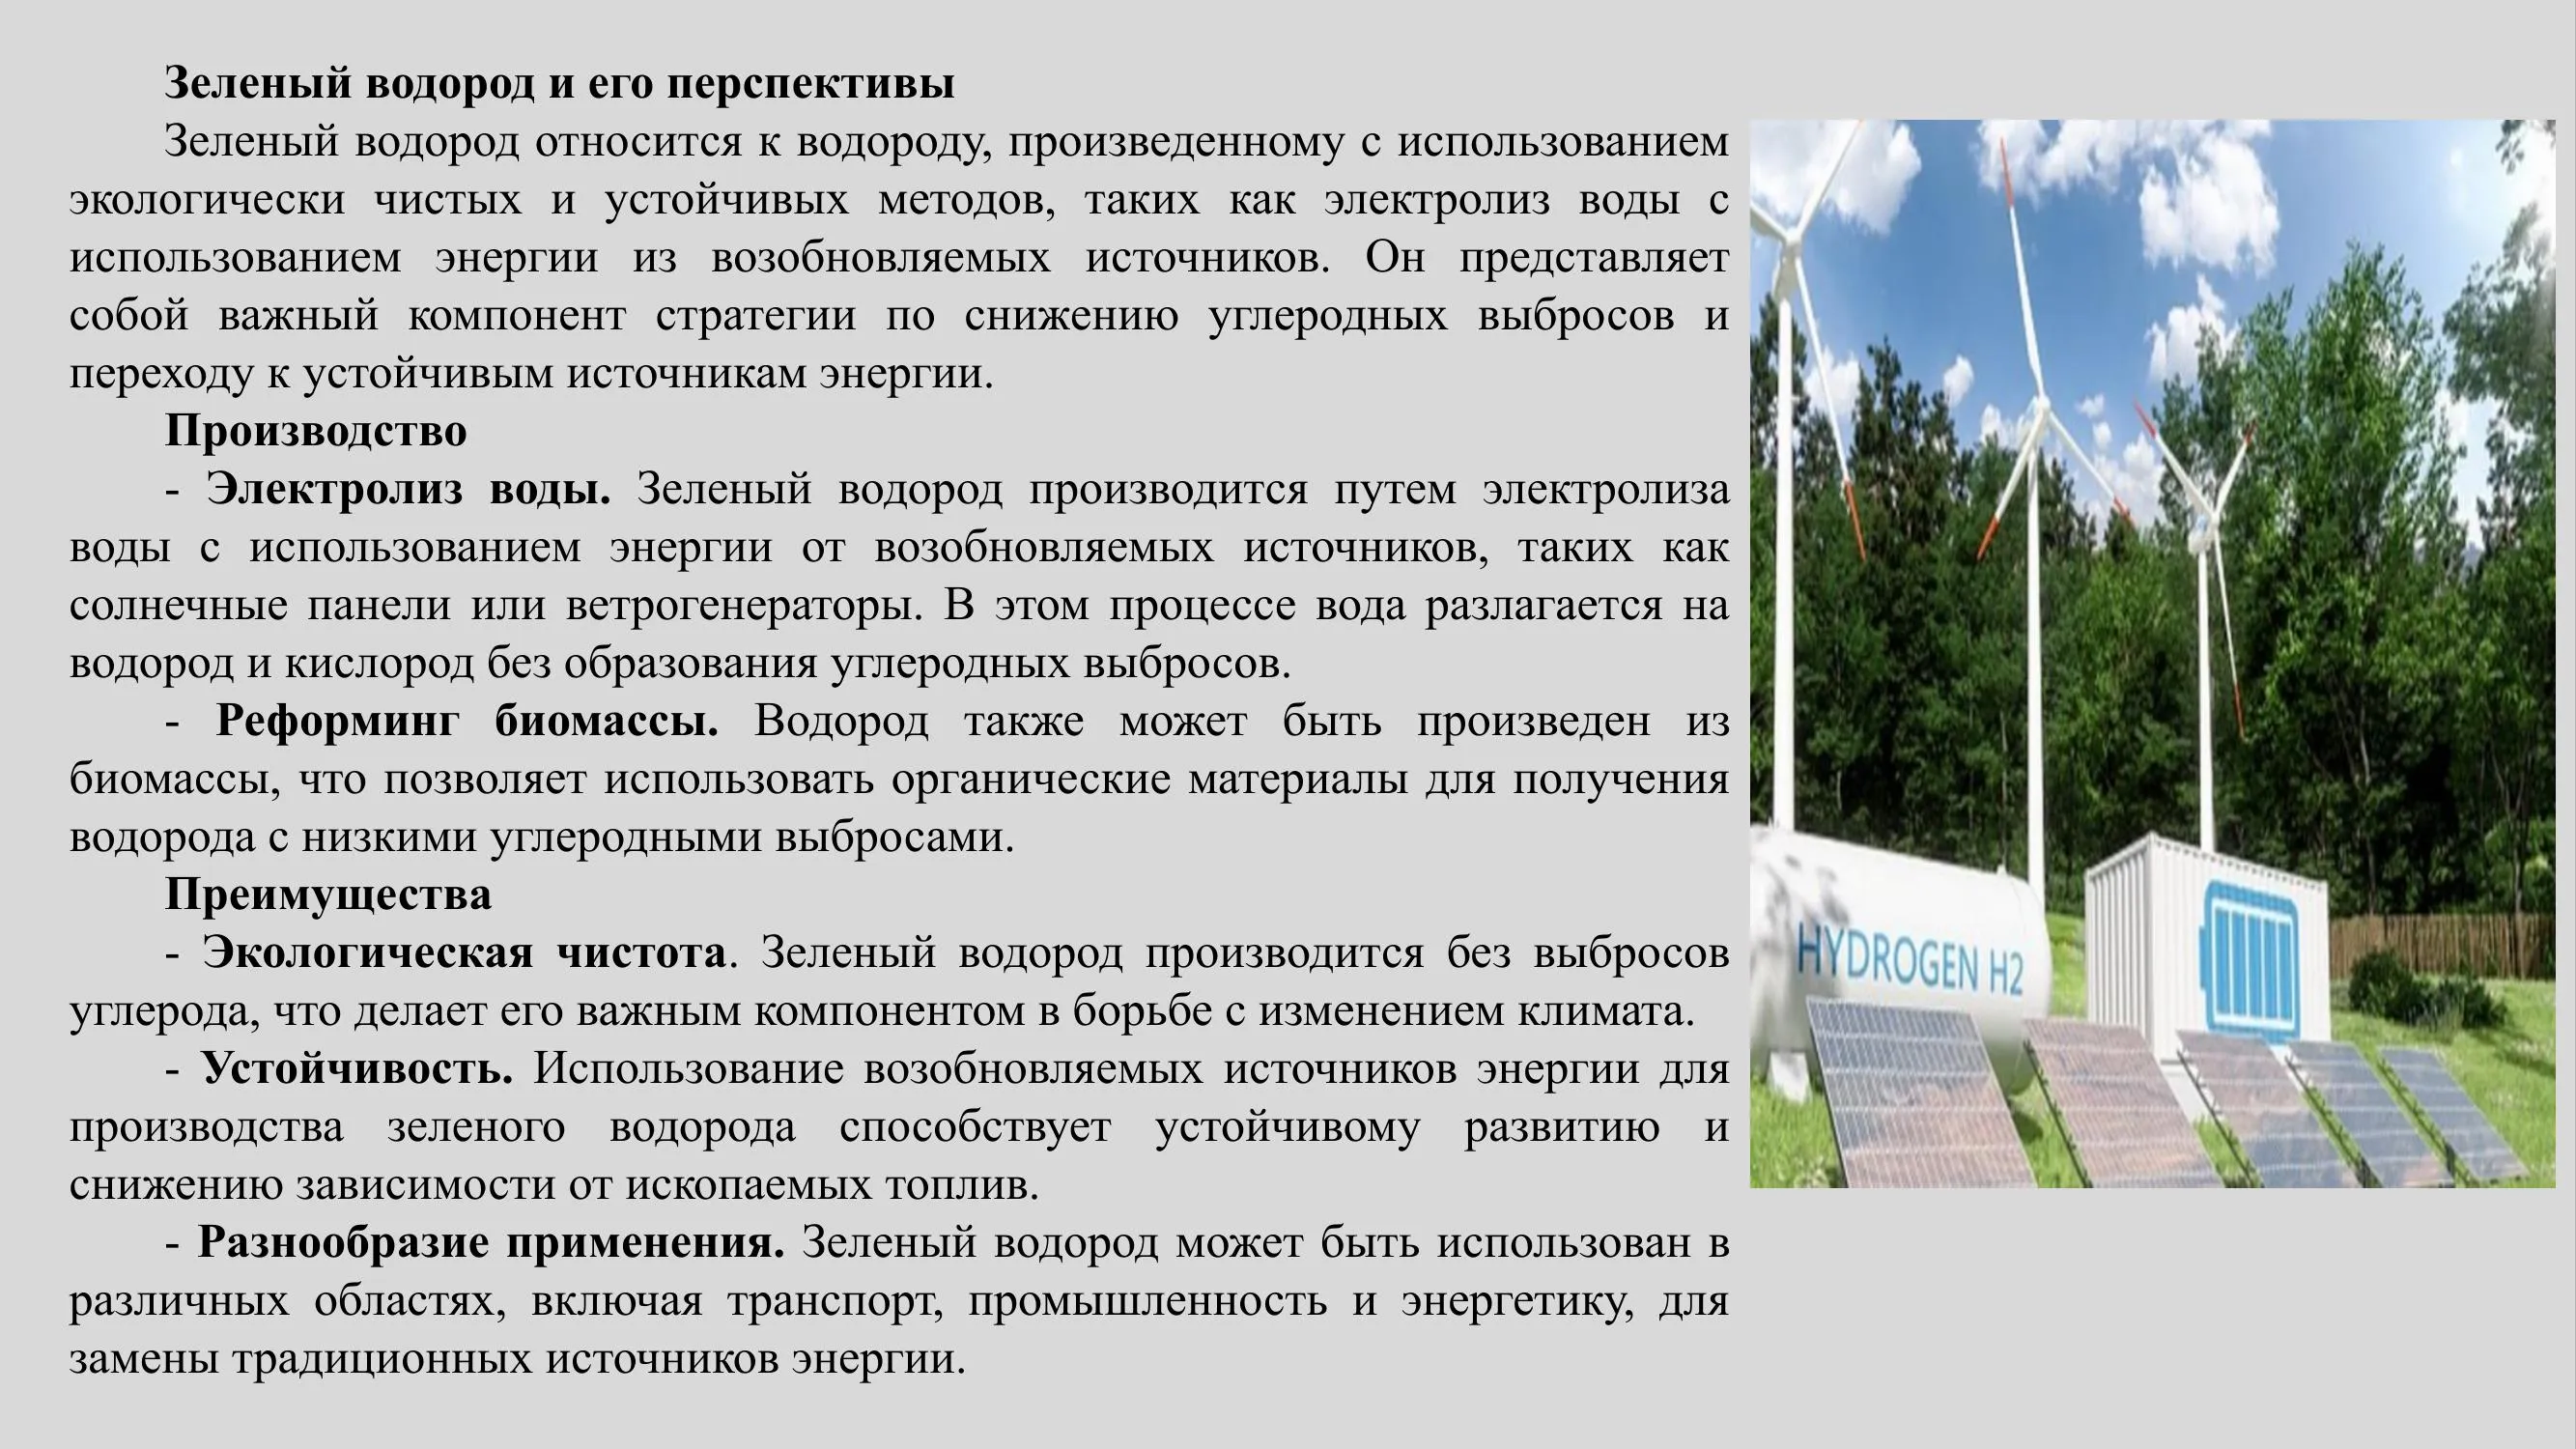 Зеленый водород и его перспективы
Зеленый водород относится к водороду, произведенному с использованием
экологически чистых и устойчивых методов, таких как электролиз воды с
использованием энергии из возобновляемых источников. Он представляет
собой важный компонент стратегии по снижению углеродных выбросов и
переходу к устойчивым источникам энергии.
Производство
- Электролиз воды. Зеленый водород производится путем электролиза
воды с использованием энергии от возобновляемых источников, таких как
солнечные панели или ветрогенераторы. В этом процессе вода разлагается на
водород и кислород без образования углеродных выбросов.
- Реформинг биомассы. Водород также может быть произведен из
биомассы, что позволяет использовать органические материалы для получения
водорода с низкими углеродными выбросами.
Преимущества
- Экологическая чистота. Зеленый водород производится без выбросов
углерода, что делает его важным компонентом в борьбе с изменением климата.
- Устойчивость. Использование возобновляемых источников энергии для
производства зеленого водорода способствует устойчивому развитию и
снижению зависимости от ископаемых топлив.
- Разнообразие применения. Зеленый водород может быть использован в
различных областях, включая транспорт, промышленность и энергетику, для
замены традиционных источников энергии.
HYDROGEN H2